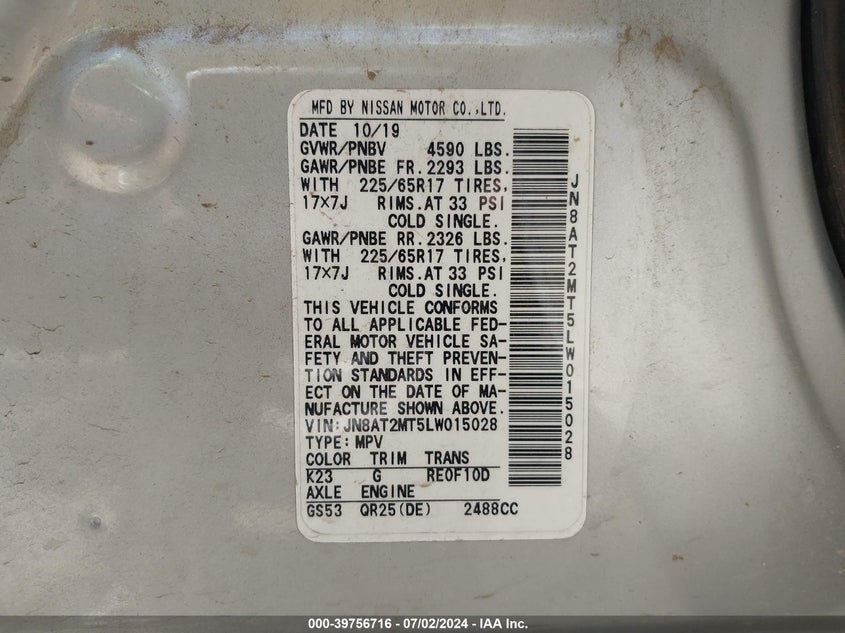 MFD BY NISSAN MOTOR CO.,LTD.
DATE 10/19
GVWR/PNBV 4590 LBS.
GAWR/PNBE FR. 2293 LBS.
WITH 225/65R17 TIRES,
17×7J RIMS. AT 33 PSI
COLD SINGLE.
GAWR/PNBE RR. 2326 LBS.
WITH 225/65R17 TIRES,
17×7J RIMS. AT 33 PSI
COLD SINGLE.
THIS VEHICLE CONFORMS
TO ALL APPLICABLE FED-
ERAL MOTOR VEHICLE SA-
FETY AND THEFT PREVEN-
TION STANDARDS IN EFF-
ECT ON THE DATE OF MA-
NUFACTURE SHOWN ABOVE.
VIN:JN8AT2MT5LW015028
TYPE:MPV
COLOR TRIM TRANS
K23 G RE0F10D
AXLE ENGINE
GS53 QR25(DE) 2488CC
JN8AT2MT5LW015028
000-39756716 - 07/02/2024 - IAA Inc.